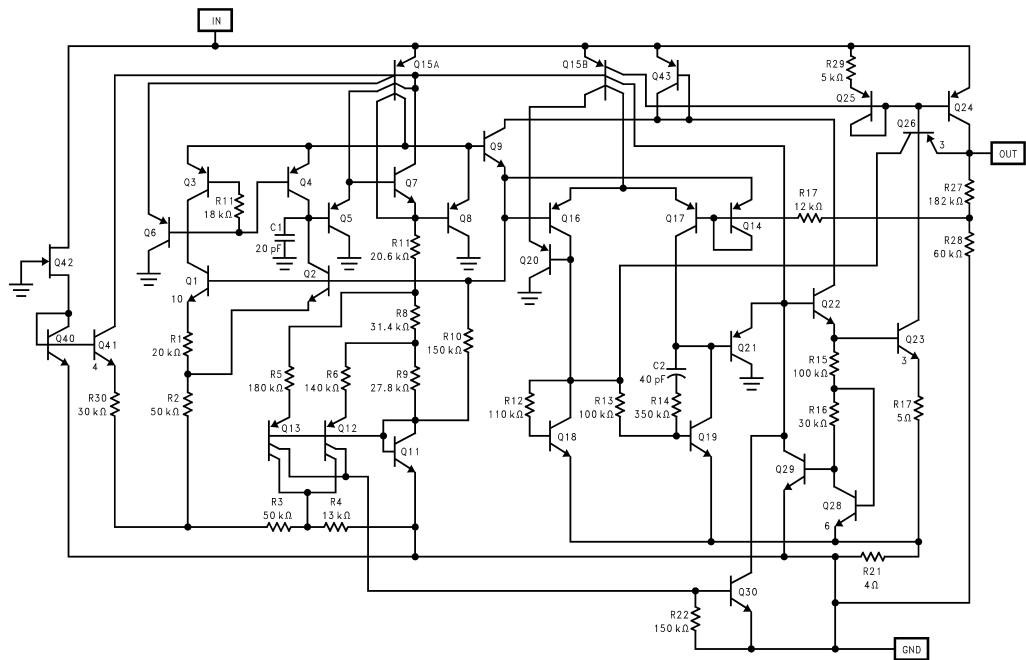 IN
Q15A
Q15B
Q43
R29
5 kΩ
Q25
Q24
Q26
3
OUT
Q9
Q3
R11
18 kΩ
Q4
Q7
Q6
C1
20 pF
Q5
Q8
Q16
Q17
Q14
R17
12 kΩ
R27
182 kΩ
R28
60 kΩ
Q42
Q1
10
Q2
R11
20.6 kΩ
Q20
Q40
Q41
4
R1
20 kΩ
R8
31.4 kΩ
R10
150 kΩ
Q22
Q23
3
Q21
R15
100 kΩ
R30
30 kΩ
R2
50 kΩ
R5
180 kΩ
R6
140 kΩ
R9
27.8 kΩ
C2
40 pF
R12
110 kΩ
R13
100 kΩ
R14
350 kΩ
R16
30 kΩ
R17
5Ω
Q13
Q12
Q11
Q18
Q19
Q29
Q28
6
R3
50 kΩ
R4
13 kΩ
R21
4Ω
Q30
R22
150 kΩ
GND